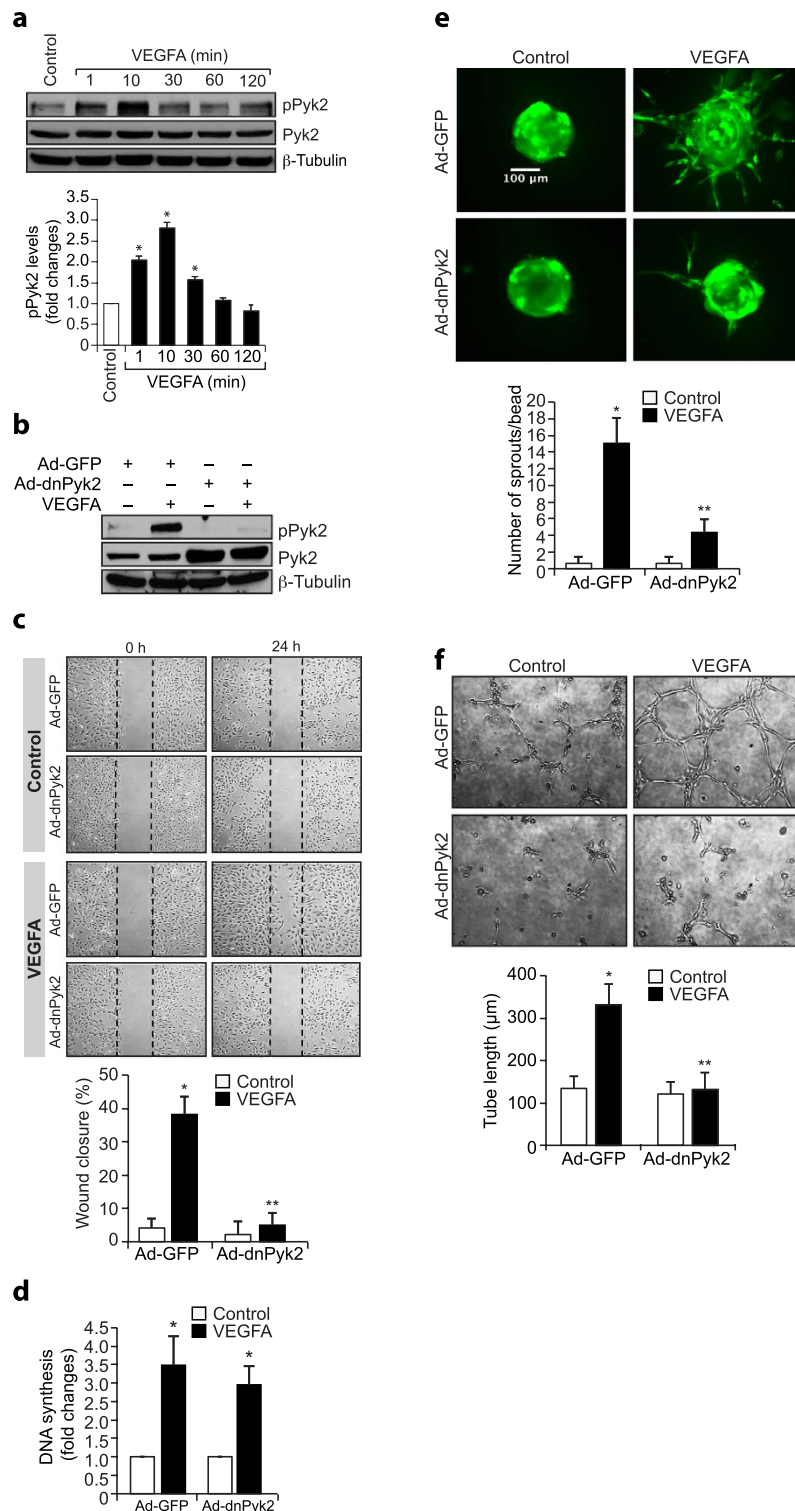 a
Control
VEGFA (min)
1 10 30 60 120
pPyk2
Pyk2
β-Tubulin
pPyk2 levels
(fold changes)
3.5
3.0
2.5
2.0
1.5
1.0
0.5
0
*
*
*
Control
1 10 30 60 120
VEGFA (min)
b
Ad-GFP + + – –
Ad-dnPyk2 – – + +
VEGFA – + – +
pPyk2
Pyk2
β-Tubulin
c
0 h 24 h
Control
Ad-GFP
Ad-dnPyk2
VEGFA
Ad-GFP
Ad-dnPyk2
Wound closure (%)
50
40
30
20
10
0
Control
VEGFA
*
**
Ad-GFP Ad-dnPyk2
d
DNA synthesis
(fold changes)
4.5
4.0
3.5
3.0
2.5
2.0
1.5
1.0
0.5
0
Control
VEGFA
*
*
Ad-GFP Ad-dnPyk2
e
Control VEGFA
Ad-GFP
100 µm
Ad-dnPyk2
Number of sprouts/bead
20
18
16
14
12
10
8
6
4
2
0
Control
VEGFA
*
**
Ad-GFP Ad-dnPyk2
f
Control VEGFA
Ad-GFP
Ad-dnPyk2
Tube length (µm)
400
300
200
100
0
Control
VEGFA
*
**
Ad-GFP Ad-dnPyk2